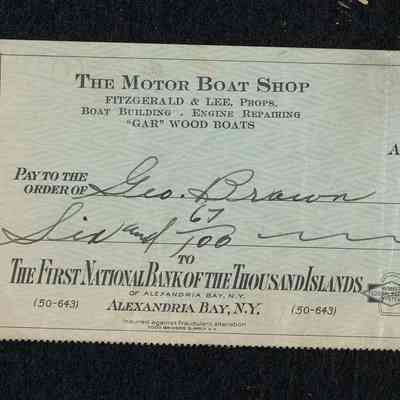 THE MOTOR BOAT SHOP
FITZGERALD & LEE, PROPS.
BOAT BUILDING - ENGINE REPAIRING
"GAR" WOOD BOATS
A
PAY TO THE
ORDER OF Geo. Brown
Six and 67/100
TO
THE FIRST NATIONAL BANK OF THE THOUSAND ISLANDS
OF ALEXANDRIA BAY, N.Y.
(50-643) ALEXANDRIA BAY, N.Y. (50-643)
Insured against fraudulent alteration